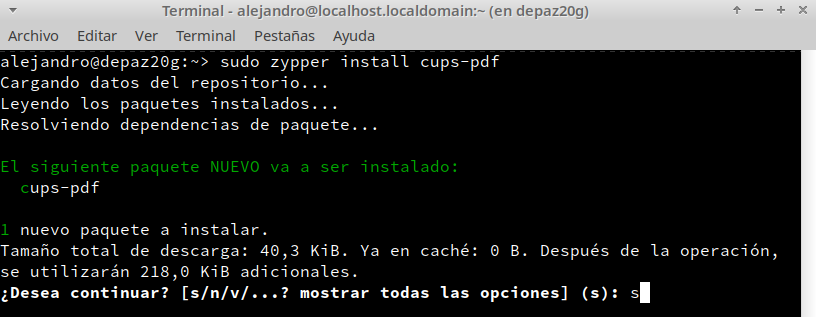 Terminal - alejandro@localhost.localdomain:~ (en depaz20g)
Archivo Editar Ver Terminal Pestañas Ayuda
alejandro@depaz20g:~> sudo zypper install cups-pdf
Cargando datos del repositorio...
Leyendo los paquetes instalados...
Resolviendo dependencias de paquete...
El siguiente paquete NUEVO va a ser instalado:
cups-pdf
1 nuevo paquete a instalar.
Tamaño total de descarga: 40,3 KiB. Ya en caché: 0 B. Después de la operación,
se utilizarán 218,0 KiB adicionales.
¿Desea continuar? [s/n/v/...? mostrar todas las opciones] (s): s